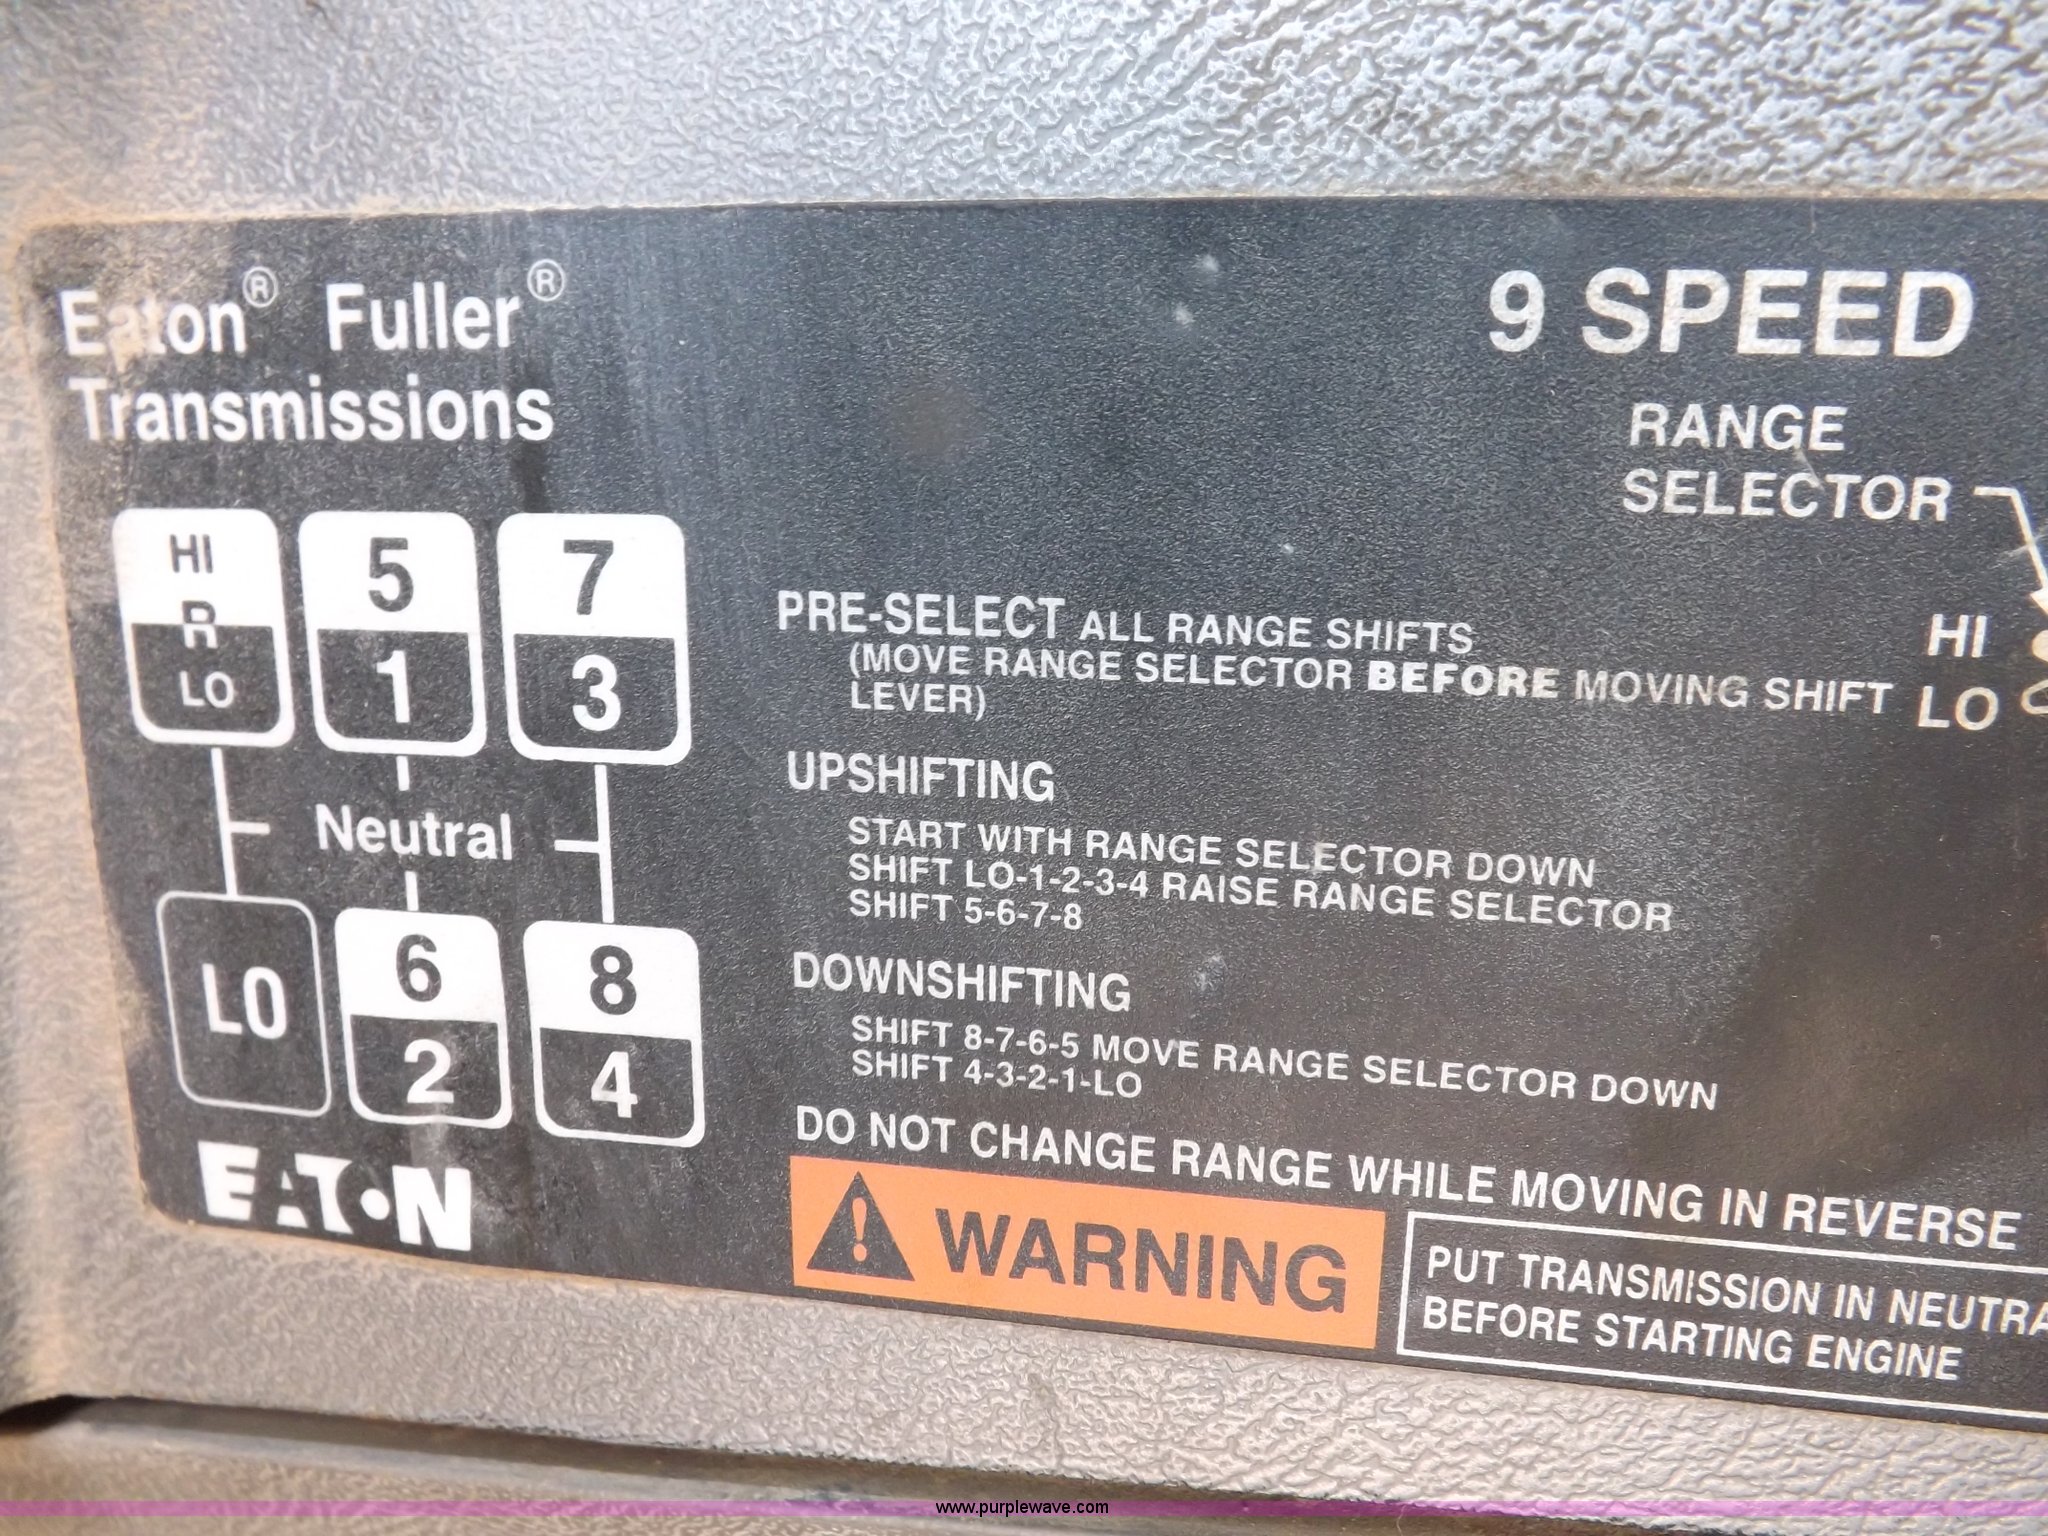 Eaton® Fuller®
Transmissions
9 SPEED
RANGE
SELECTOR
HI
LO
HI
R
LO
5
1
7
3
Neutral
LO
6
2
8
4
EATON
PRE-SELECT ALL RANGE SHIFTS
(MOVE RANGE SELECTOR BEFORE MOVING SHIFT
LEVER)
UPSHIFTING
START WITH RANGE SELECTOR DOWN
SHIFT LO-1-2-3-4 RAISE RANGE SELECTOR
SHIFT 5-6-7-8
DOWNSHIFTING
SHIFT 8-7-6-5 MOVE RANGE SELECTOR DOWN
SHIFT 4-3-2-1-LO
DO NOT CHANGE RANGE WHILE MOVING IN REVERSE
WARNING
PUT TRANSMISSION IN NEUTRA
BEFORE STARTING ENGINE
www.purplewave.com